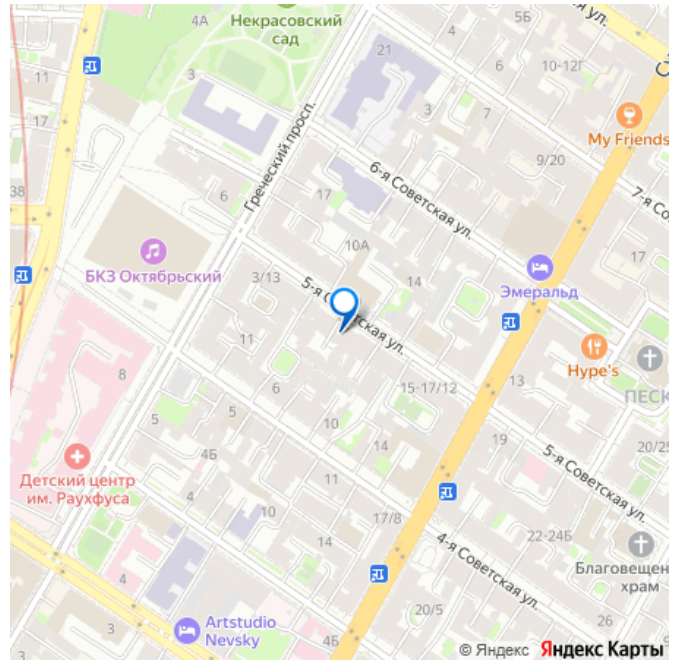 4А
Некрасовский
сад
5Б
4
21
6
10-12Г
11
3
3
7
My Friends
17
Греческий просп.
9/20
6-я Советская ул.
7-я Со
38
6
17
10А
БКЗ Октябрьский
3/13
14
Эмеральд
17
5-я Советская ул.
11
Hype's
8
15-17/12
13
ПЕСК
5
5
6
10
4Б
14
19
20/25
Детский центр
им. Раухфуса
11
5-я Советская ул.
4
10
17/8
22-24Б
4
4-я Советская ул.
Благовещен
храм
Artstudio
Nevsky
20/5
26
3
3
14
16Б
© Яндекс Яндекс Карты